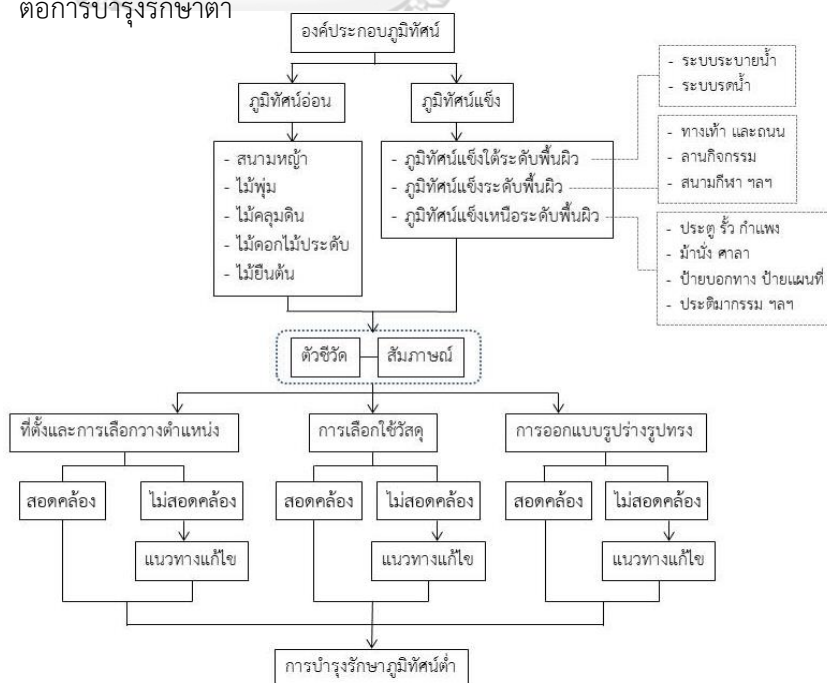 ต่อการบำรุงรักษาต่ำ
องค์ประกอบภูมิทัศน์
ภูมิทัศน์อ่อน
ภูมิทัศน์แข็ง
- สนามหญ้า
- ไม้พุ่ม
- ไม้คลุมดิน
- ไม้ดอกไม้ประดับ
- ไม้ยืนต้น
- ภูมิทัศน์แข็งใต้ระดับพื้นผิว
- ภูมิทัศน์แข็งระดับพื้นผิว
- ภูมิทัศน์แข็งเหนือระดับพื้นผิว
- ระบบระบายน้ำ
- ระบบรดน้ำ
- ทางเท้า และถนน
- ลานกิจกรรม
- สนามกีฬา ฯลฯ
- ประตู รั้ว กำแพง
- ม้านั่ง ศาลา
- ป้ายบอกทาง ป้ายแผนที่
- ประติมากรรม ฯลฯ
ตัวชี้วัด
สัมภาษณ์
ที่ตั้งและการเลือกวางตำแหน่ง
การเลือกใช้วัสดุ
การออกแบบรูปร่างรูปทรง
สอดคล้อง
ไม่สอดคล้อง
สอดคล้อง
ไม่สอดคล้อง
สอดคล้อง
ไม่สอดคล้อง
แนวทางแก้ไข
แนวทางแก้ไข
แนวทางแก้ไข
การบำรุงรักษาภูมิทัศน์ต่ำ